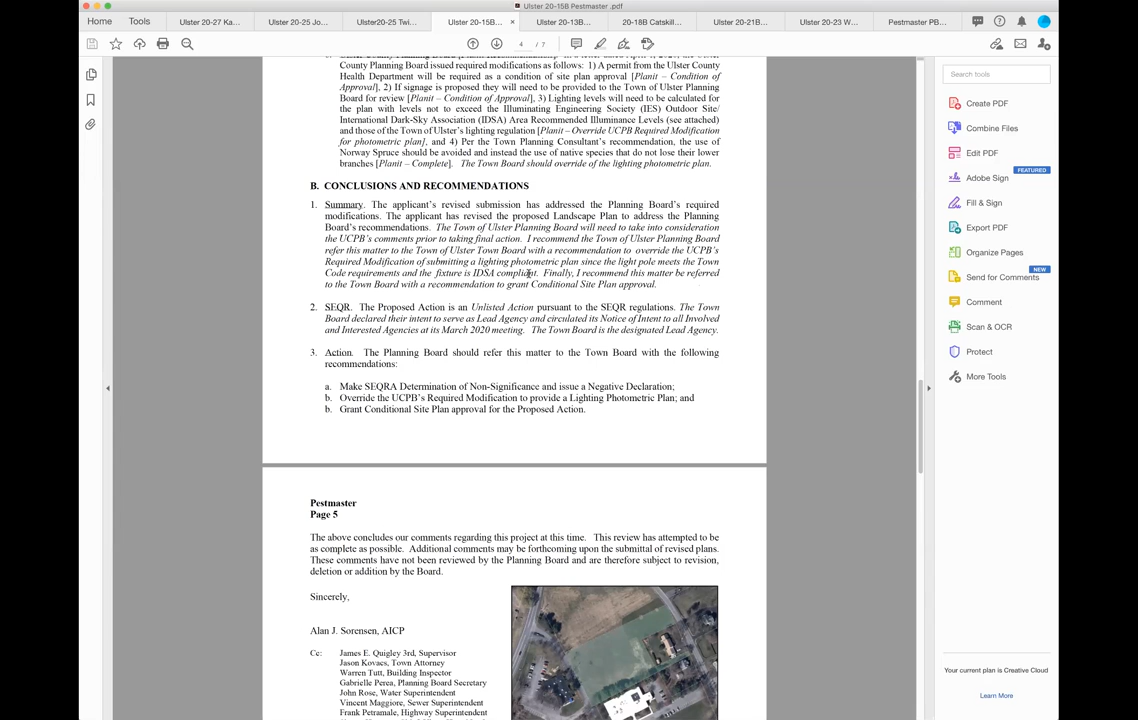 Ulster 20-15B Pestmaster .pdf
Home Tools Ulster 20-27 Ka... Ulster 20-25 Jo... Ulster20-25 Twi... Ulster 20-15B... × Ulster 20-13B... 20-18B Catskill... Ulster 20-21B... Ulster 20-23 W... Pestmaster PB...
4 / 7
County Planning Board issued required modifications as follows: 1) A permit from the Ulster County
Health Department will be required as a condition of site plan approval [Planit – Condition of
Approval], 2) If signage is proposed they will need to be provided to the Town of Ulster Planning
Board for review [Planit – Condition of Approval], 3) Lighting levels will need to be calculated for
the plan with levels not to exceed the Illuminating Engineering Society (IES) Outdoor Site/
International Dark-Sky Association (IDSA) Area Recommended Illuminance Levels (see attached)
and those of the Town of Ulster's lighting regulation [Planit – Override UCPB Required Modification
for photometric plan], and 4) Per the Town Planning Consultant's recommendation, the use of
Norway Spruce should be avoided and instead the use of native species that do not lose their lower
branches [Planit – Complete]. The Town Board should override of the lighting photometric plan.
B. CONCLUSIONS AND RECOMMENDATIONS
1. Summary. The applicant's revised submission has addressed the Planning Board's required
modifications. The applicant has revised the proposed Landscape Plan to address the Planning
Board's recommendations. The Town of Ulster Planning Board will need to take into consideration
the UCPB's comments prior to taking final action. I recommend the Town of Ulster Planning Board
refer this matter to the Town of Ulster Town Board with a recommendation to override the UCPB's
Required Modification of submitting a lighting photometric plan since the light pole meets the Town
Code requirements and the fixture is IDSA compliant. Finally, I recommend this matter be referred
to the Town Board with a recommendation to grant Conditional Site Plan approval.
2. SEQR. The Proposed Action is an Unlisted Action pursuant to the SEQR regulations. The Town
Board declared their intent to serve as Lead Agency and circulated its Notice of Intent to all Involved
and Interested Agencies at its March 2020 meeting. The Town Board is the designated Lead Agency.
3. Action. The Planning Board should refer this matter to the Town Board with the following
recommendations:
a. Make SEQRA Determination of Non-Significance and issue a Negative Declaration;
b. Override the UCPB's Required Modification to provide a Lighting Photometric Plan; and
b. Grant Conditional Site Plan approval for the Proposed Action.
Pestmaster
Page 5
The above concludes our comments regarding this project at this time. This review has attempted to be
as complete as possible. Additional comments may be forthcoming upon the submittal of revised plans.
These comments have not been reviewed by the Planning Board and are therefore subject to revision,
deletion or addition by the Board.
Sincerely,
Alan J. Sorensen, AICP
Cc: James E. Quigley 3rd, Supervisor
Jason Kovacs, Town Attorney
Warren Tutt, Building Inspector
Gabrielle Perea, Planning Board Secretary
John Rose, Water Superintendent
Vincent Maggiore, Sewer Superintendent
Frank Petramale, Highway Superintendent
Search tools
Create PDF
Combine Files
Edit PDF
FEATURED
Adobe Sign
Fill & Sign
Export PDF
Organize Pages
NEW
Send for Comments
Comment
Scan & OCR
Protect
More Tools
Your current plan is Creative Cloud
Learn More